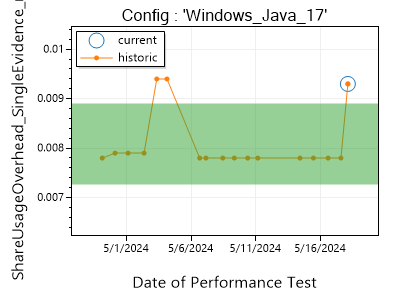 Config : 'Windows_Java_17'
current
historic
0.01
0.009
0.008
0.007
5/1/2024
5/6/2024
5/11/2024
5/16/2024
Date of Performance Test
ShareUsageOverhead_SingleEvidence_